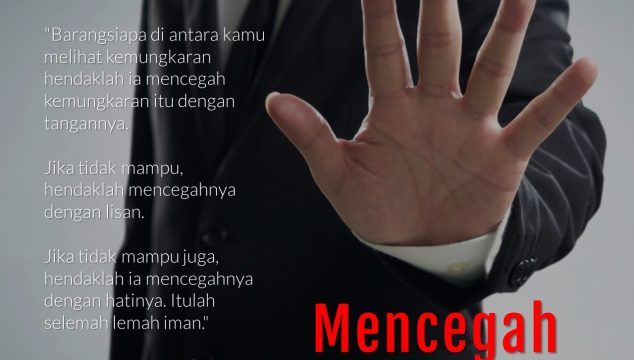 "Barangsiapa di antara kamu
melihat kemungkaran
hendaklah ia mencegah
kemungkaran itu dengan
tangannya.
Jika tidak mampu,
hendaklah mencegahnya
dengan lisan.
Jika tidak mampu juga,
hendaklah ia mencegahnya
dengan hatinya. Itulah
selemah lemah iman."
Mencegah